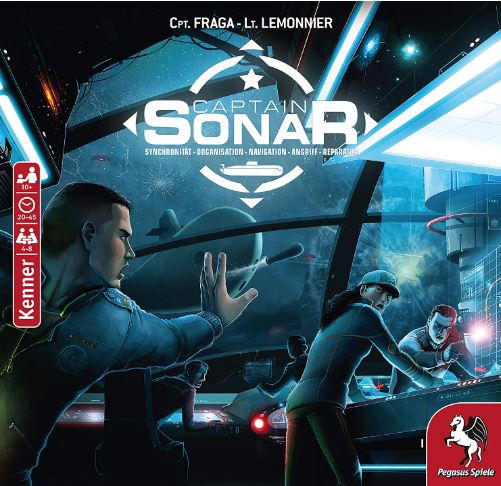 CPT. FRAGA - LT. LEMONNIER
CAPTAIN
SONAR
SYNCHRONITÄT - ORGANISATION - NAVIGATION - ANGRIFF - REPARATUR
10+
20-45
4-8
Kenner
Pegasus Spiele